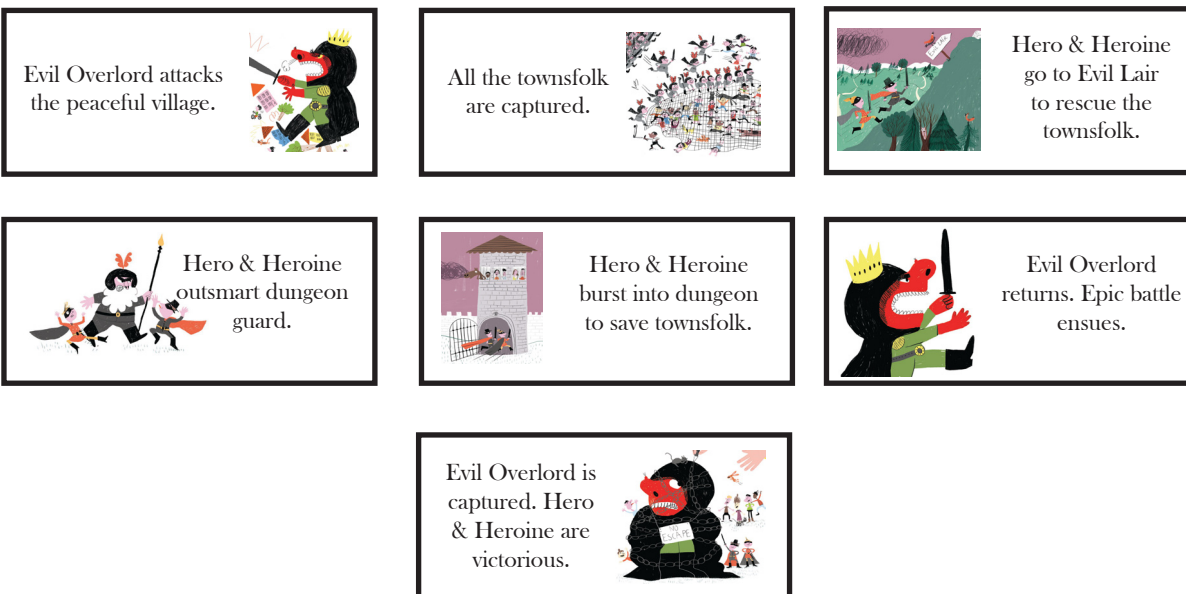 Evil Overlord attacks
the peaceful village.
All the townsfolk
are captured.
Hero & Heroine
go to Evil Lair
to rescue the
townsfolk.
Hero & Heroine
outsmart dungeon
guard.
Hero & Heroine
burst into dungeon
to save townsfolk.
Evil Overlord
returns. Epic battle
ensues.
Evil Overlord is
captured. Hero
& Heroine are
victorious.
NO
ESCAPE